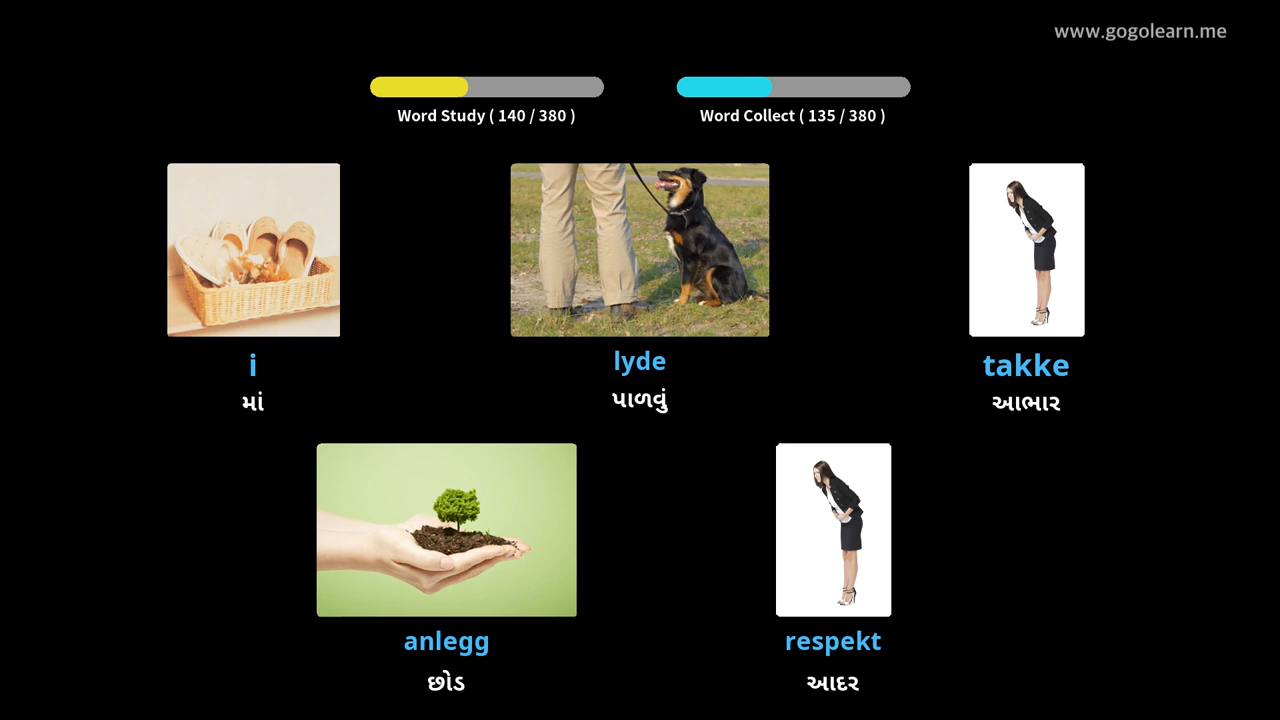 www.gogolearn.me
Word Study ( 140 / 380 )
Word Collect ( 135 / 380 )
i
માં
lyde
પાળવું
takke
આભાર
anlegg
છોડ
respekt
આદર